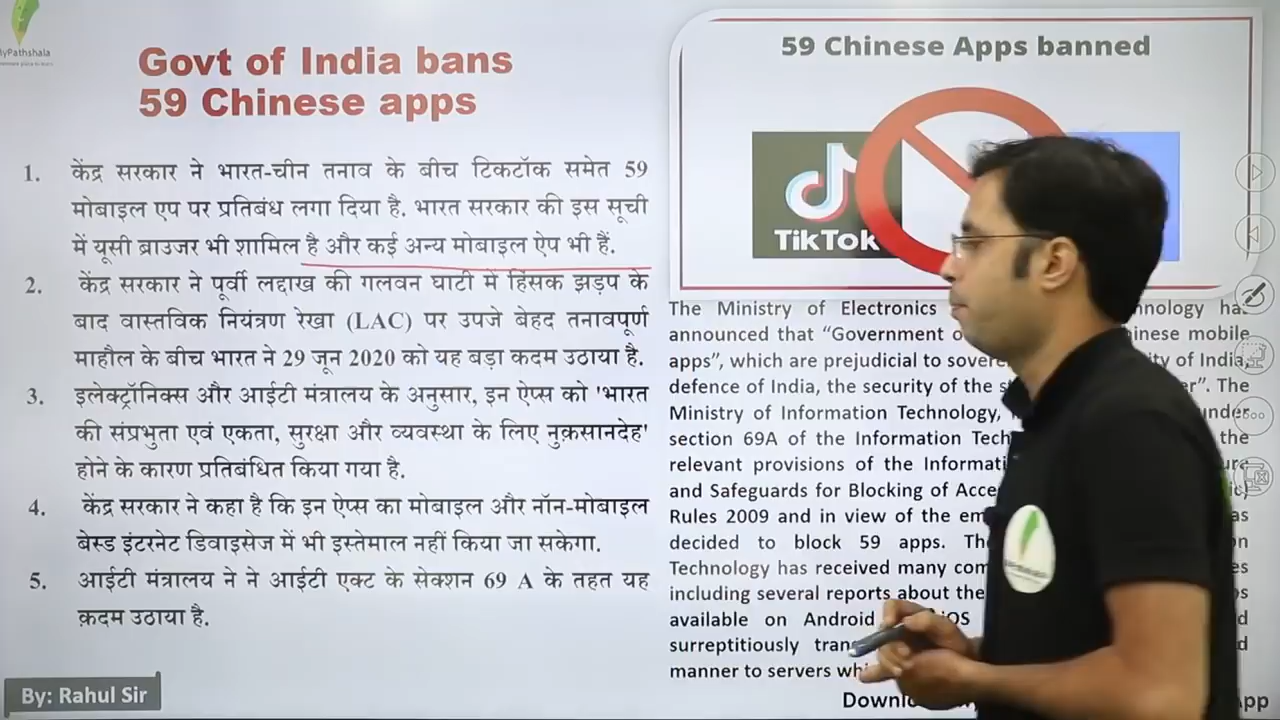 MyPathshala
Govt of India bans
59 Chinese apps
1. केंद्र सरकार ने भारत-चीन तनाव के बीच टिकटॉक समेत 59
मोबाइल एप पर प्रतिबंध लगा दिया है. भारत सरकार की इस सूची
में यूसी ब्राउजर भी शामिल है और कई अन्य मोबाइल ऐप भी हैं.
2. केंद्र सरकार ने पूर्वी लद्दाख की गलवन घाटी में हिंसक झड़प के
बाद वास्तविक नियंत्रण रेखा (LAC) पर उपजे बेहद तनावपूर्ण
माहौल के बीच भारत ने 29 जून 2020 को यह बड़ा कदम उठाया है.
3. इलेक्ट्रॉनिक्स और आईटी मंत्रालय के अनुसार, इन ऐप्स को 'भारत
की संप्रभुता एवं एकता, सुरक्षा और व्यवस्था के लिए नुक़सानदेह'
होने के कारण प्रतिबंधित किया गया है.
4. केंद्र सरकार ने कहा है कि इन ऐप्स का मोबाइल और नॉन-मोबाइल
बेस्ड इंटरनेट डिवाइसेज में भी इस्तेमाल नहीं किया जा सकेगा.
5. आईटी मंत्रालय ने ने आईटी एक्ट के सेक्शन 69 A के तहत यह
क़दम उठाया है.
By: Rahul Sir
59 Chinese Apps banned
TikTok
The Ministry of Electronics
announced that “Government mobile
apps”, which are prejudicial to of India,
defence of India, the security of the The
Ministry of Information Technology, under
section 69A of the Information the
relevant provisions of the
and Safeguards for Blocking of
Rules 2009 and in view of the
decided to block 59 apps.
Technology has received many
including several reports about the
available on Android iOS
surreptitiously
manner to servers
App